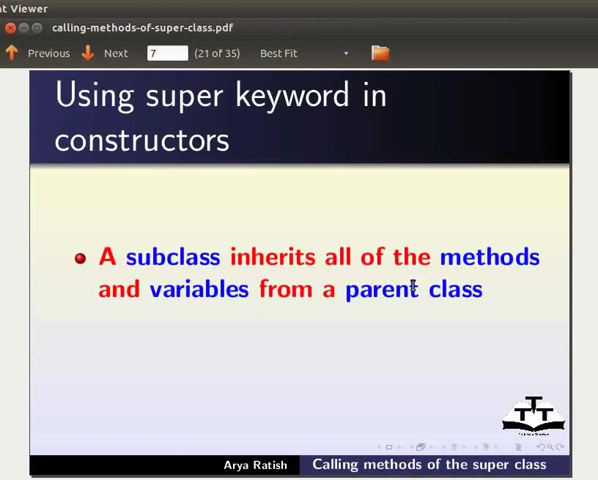 nt Viewer
calling-methods-of-super-class.pdf
Previous Next 7 (21 of 35) Best Fit
Using super keyword in
constructors
A subclass inherits all of the methods
and variables from a parent class
Arya Ratish Calling methods of the super class